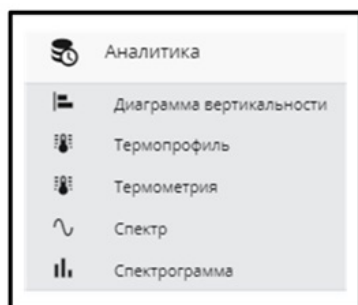 Аналитика
Диаграмма вертикальности
Термопрофиль
Термометрия
Спектр
Спектрограмма